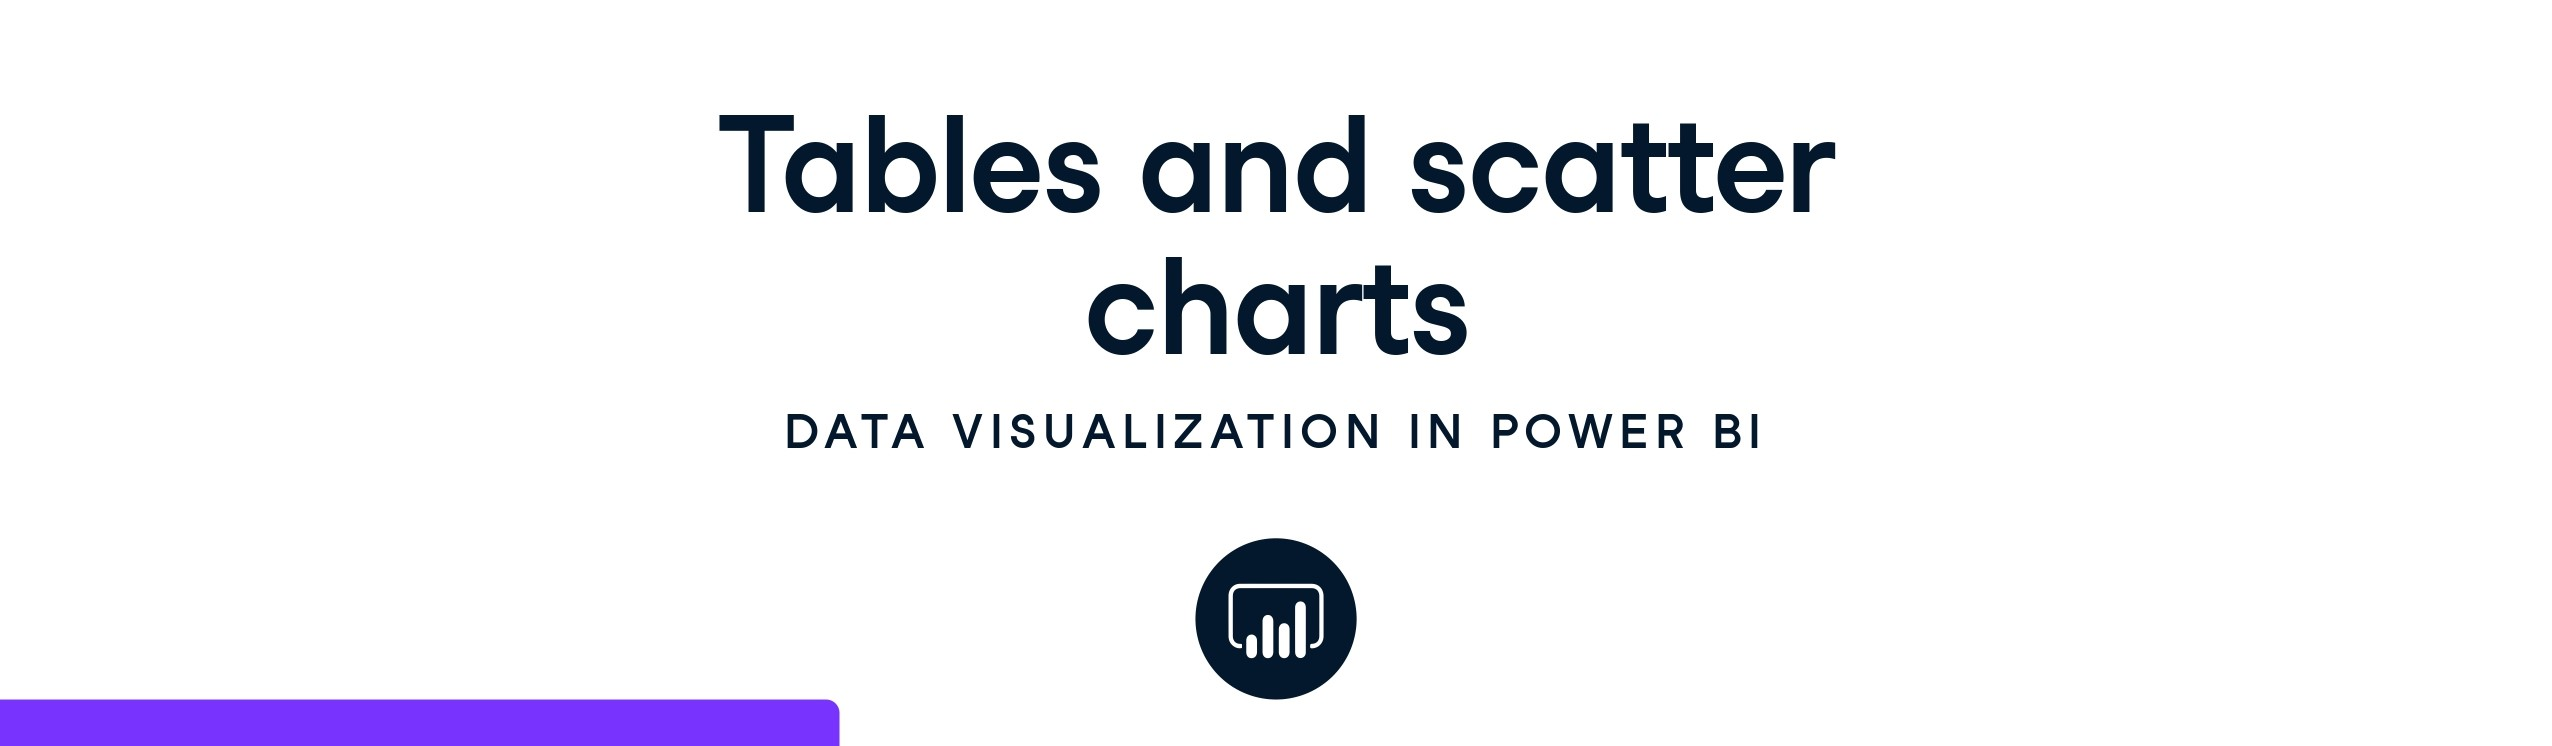 Tables and scatter
charts
DATA VISUALIZATION IN POWER BI